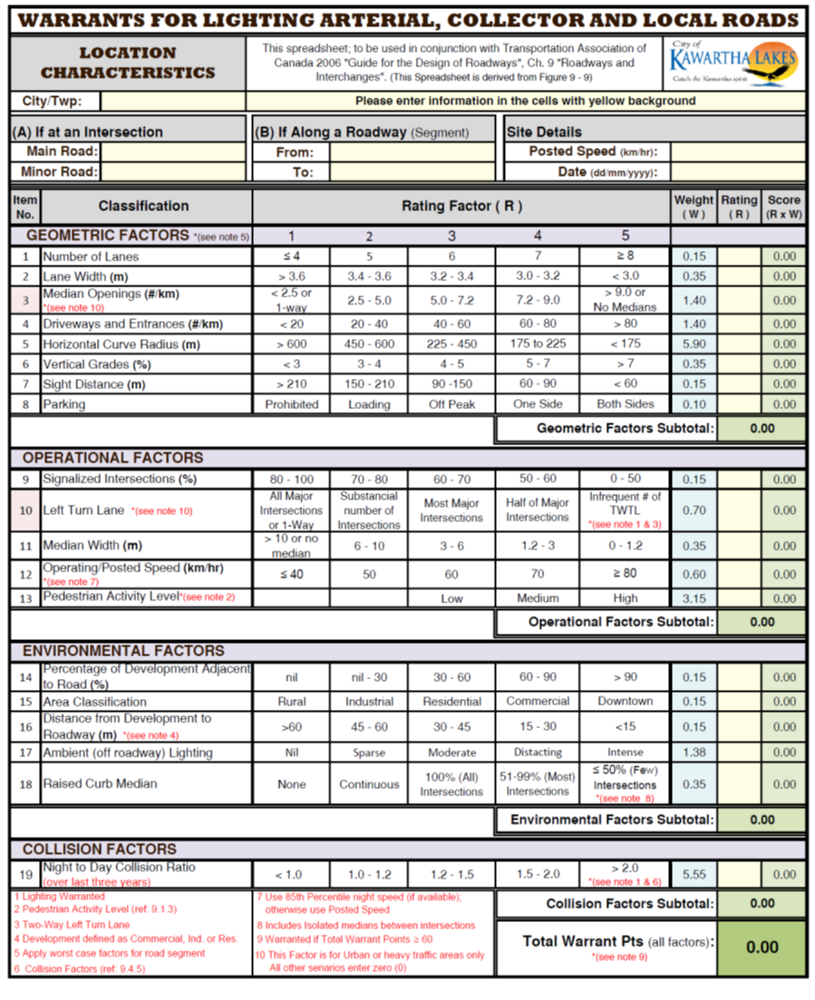 WARRANTS FOR LIGHTING ARTERIAL, COLLECTOR AND LOCAL ROADS
LOCATION CHARACTERISTICS
This spreadsheet; to be used in conjunction with Transportation Association of
Canada 2006 "Guide for the Design of Roadways", Ch. 9 "Roadways and
Interchanges". (This Spreadsheet is derived from Figure 9 - 9)
City of
KAWARTHA LAKES
Catch the Kawartha spirit
City/Twp: Please enter information in the cells with yellow background
(A) If at an Intersection (B) If Along a Roadway (Segment) Site Details
Main Road: From: Posted Speed (km/hr):
Minor Road: To: Date (dd/mm/yyyy):
Item No. Classification Rating Factor ( R ) Weight ( W ) Rating ( R ) Score (R x W)
GEOMETRIC FACTORS *(see note 5) 1 2 3 4 5
1 Number of Lanes ≤ 4 5 6 7 ≥ 8 0.15 0.00
2 Lane Width (m) > 3.6 3.4 - 3.6 3.2 - 3.4 3.0 - 3.2 < 3.0 0.35 0.00
3 Median Openings (#/km) *(see note 10) < 2.5 or 1-way 2.5 - 5.0 5.0 - 7.2 7.2 - 9.0 > 9.0 or No Medians 1.40 0.00
4 Driveways and Entrances (#/km) < 20 20 - 40 40 - 60 60 - 80 > 80 1.40 0.00
5 Horizontal Curve Radius (m) > 600 450 - 600 225 - 450 175 to 225 < 175 5.90 0.00
6 Vertical Grades (%) < 3 3 - 4 4 - 5 5 - 7 > 7 0.35 0.00
7 Sight Distance (m) > 210 150 - 210 90 -150 60 - 90 < 60 0.15 0.00
8 Parking Prohibited Loading Off Peak One Side Both Sides 0.10 0.00
Geometric Factors Subtotal: 0.00
OPERATIONAL FACTORS
9 Signalized Intersections (%) 80 - 100 70 - 80 60 - 70 50 - 60 0 - 50 0.15 0.00
10 Left Turn Lane *(see note 10) All Major Intersections or 1-Way Substancial number of Intersections Most Major Intersections Half of Major Intersections Infrequent # of TWTL *(see note 1 & 3) 0.70 0.00
11 Median Width (m) > 10 or no median 6 - 10 3 - 6 1.2 - 3 0 - 1.2 0.35 0.00
12 Operating/Posted Speed (km/hr) *(see note 7) ≤ 40 50 60 70 ≥ 80 0.60 0.00
13 Pedestrian Activity Level*(see note 2) Low Medium High 3.15 0.00
Operational Factors Subtotal: 0.00
ENVIRONMENTAL FACTORS
14 Percentage of Development Adjacent to Road (%) nil nil - 30 30 - 60 60 - 90 > 90 0.15 0.00
15 Area Classification Rural Industrial Residential Commercial Downtown 0.15 0.00
16 Distance from Development to Roadway (m) *(see note 4) >60 45 - 60 30 - 45 15 - 30 <15 0.15 0.00
17 Ambient (off roadway) Lighting Nil Sparse Moderate Distacting Intense 1.38 0.00
18 Raised Curb Median None Continuous 100% (All) Intersections 51-99% (Most) Intersections ≤ 50% (Few) Intersections *(see note 8) 0.35 0.00
Environmental Factors Subtotal: 0.00
COLLISION FACTORS
19 Night to Day Collision Ratio (over last three years) < 1.0 1.0 - 1.2 1.2 - 1.5 1.5 - 2.0 > 2.0 *(see note 1 & 6) 5.55 0.00
Collision Factors Subtotal: 0.00
Total Warrant Pts (all factors): 0.00
*(see note 9)
1 Lighting Warranted
2 Pedestrian Activity Level (ref: 9.1.3)
3 Two-Way Left Turn Lane
4 Development defined as Commercial, Ind. or Res.
5 Apply worst case factors for road segment
6 Collision Factors (ref: 9.4.5)
7 Use 85th Percentile night speed (if available);
otherwise use Posted Speed
8 Includes Isolated medians between intersections
9 Warranted if Total Warrant Points ≥ 60
10 This Factor is for Urban or heavy traffic areas only
All other senarios enter zero (0)